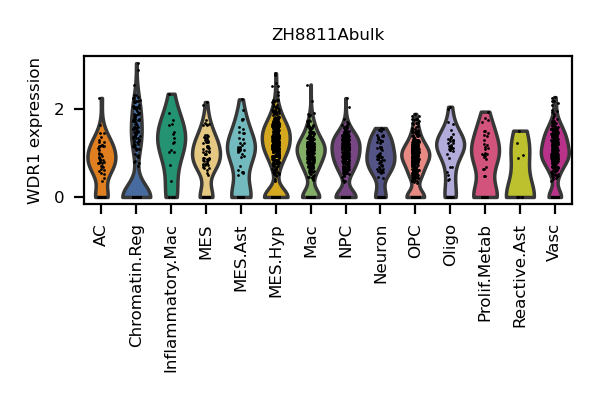 ZH8811Abulk
WDR1 expression
2
0
AC
Chromatin.Reg
Inflammatory.Mac
MES
MES.Ast
MES.Hyp
Mac
NPC
Neuron
OPC
Oligo
Prolif.Metab
Reactive.Ast
Vasc